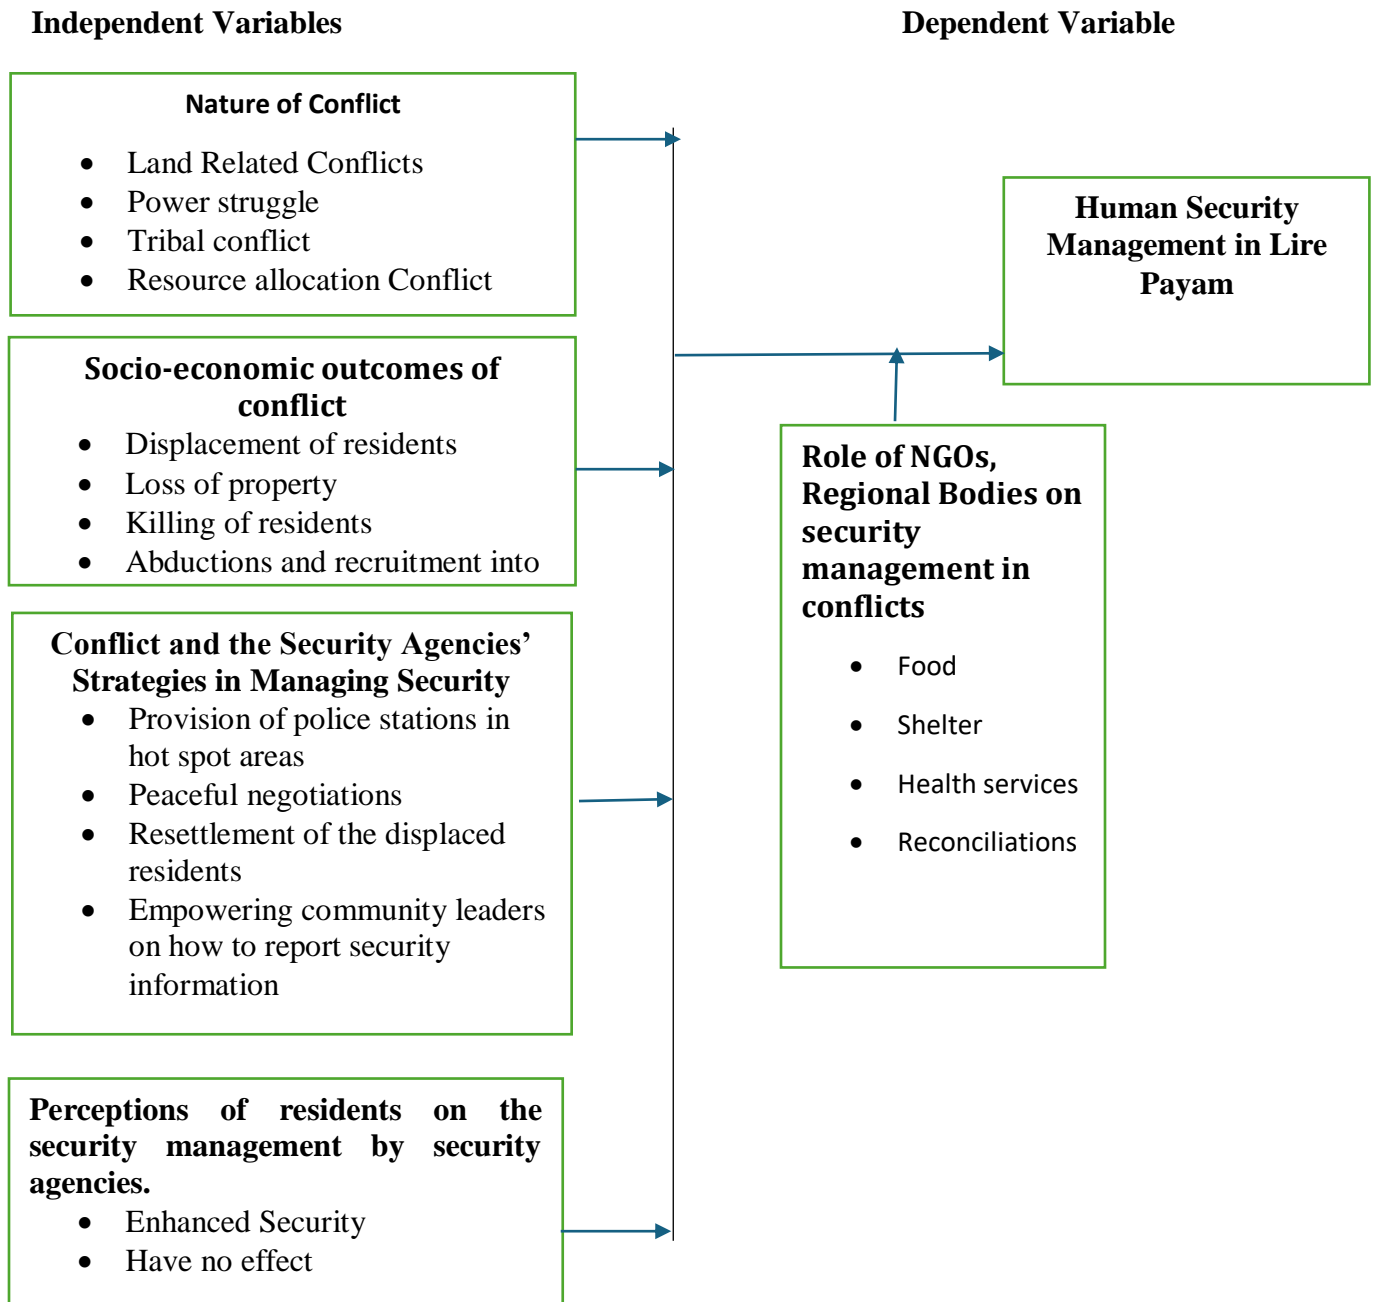 Independent Variables
Dependent Variable
Nature of Conflict
• Land Related Conflicts
• Power struggle
• Tribal conflict
• Resource allocation Conflict
Socio-economic outcomes of
conflict
• Displacement of residents
• Loss of property
• Killing of residents
• Abductions and recruitment into
Conflict and the Security Agencies’
Strategies in Managing Security
• Provision of police stations in
hot spot areas
• Peaceful negotiations
• Resettlement of the displaced
residents
• Empowering community leaders
on how to report security
information
Perceptions of residents on the
security management by security
agencies.
• Enhanced Security
• Have no effect
Human Security
Management in Lire
Payam
Role of NGOs,
Regional Bodies on
security
management in
conflicts
• Food
• Shelter
• Health services
• Reconciliations